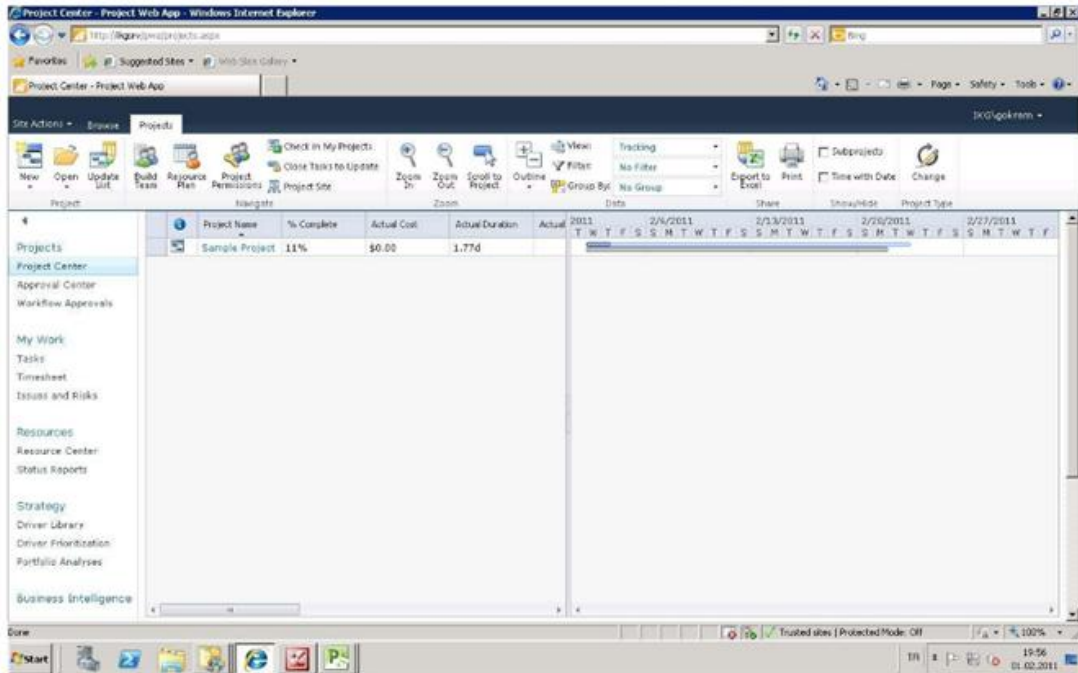 Project Center - Project Web App - Windows Internet Explorer
Bing
Favorites Suggested Sites Web Slice Gallery
Project Center - Project Web App
Page Safety Tools
Site Actions Browse Projects
New Open Update List
Project
Build Team Resource Plan Project Permissions
Check in My Projects
Close Tasks to Update
Project Site
Navigate
Zoom In Zoom Out Scroll to Project
Zoom
Outline
View: Tracking
Filter: No Filter
Group By: No Group
Data
Export to Excel Print
Share
Subprojects
Time with Date
Show/Hide
Change
Project Type
Project Name % Complete Actual Cost Actual Duration Actual
2011 2/6/2011 2/13/2011 2/20/2011 2/27/2011
T W T F S S M T W T F S S M T W T F S S M T W T F S S M T W T F
Sample Project 11% $0.00 1.77d
Projects
Project Center
Approval Center
Workflow Approvals
My Work
Tasks
Timesheet
Issues and Risks
Resources
Resource Center
Status Reports
Strategy
Driver Library
Driver Prioritization
Portfolio Analyses
Business Intelligence
Done
Trusted sites | Protected Mode: Off
100%
Start
19:56
01.02.2011